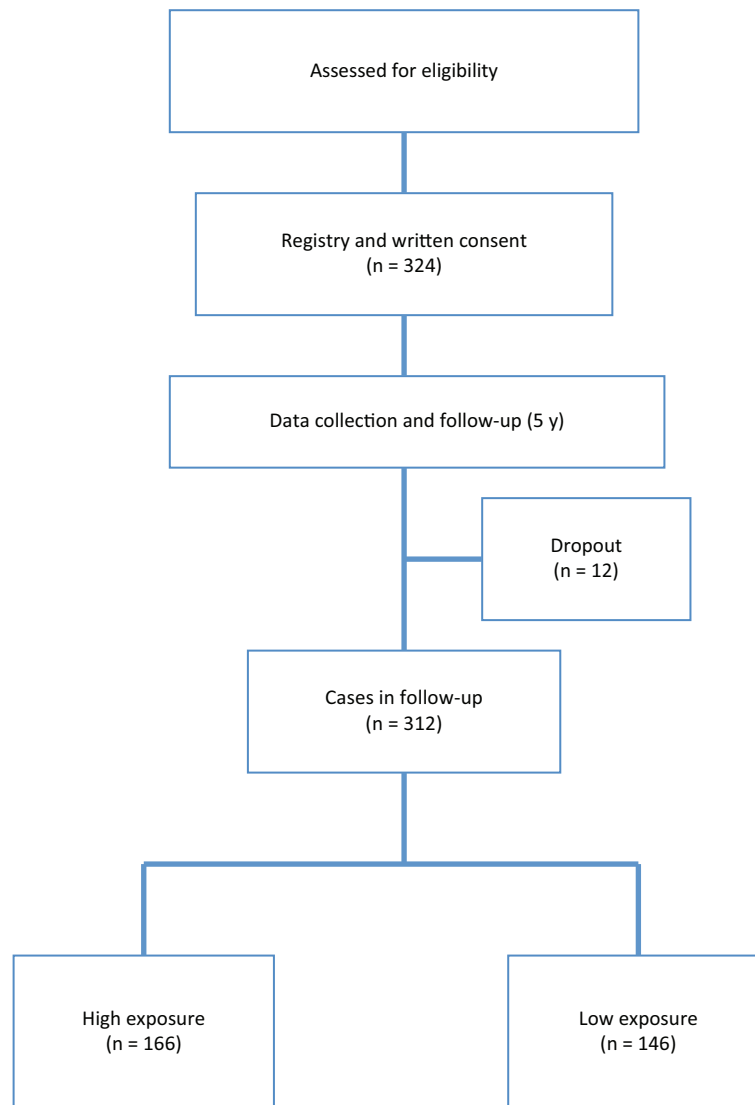 Assessed for eligibility
Registry and written consent
(n = 324)
Data collection and follow-up (5 y)
Dropout
(n = 12)
Cases in follow-up
(n = 312)
High exposure
(n = 166)
Low exposure
(n = 146)